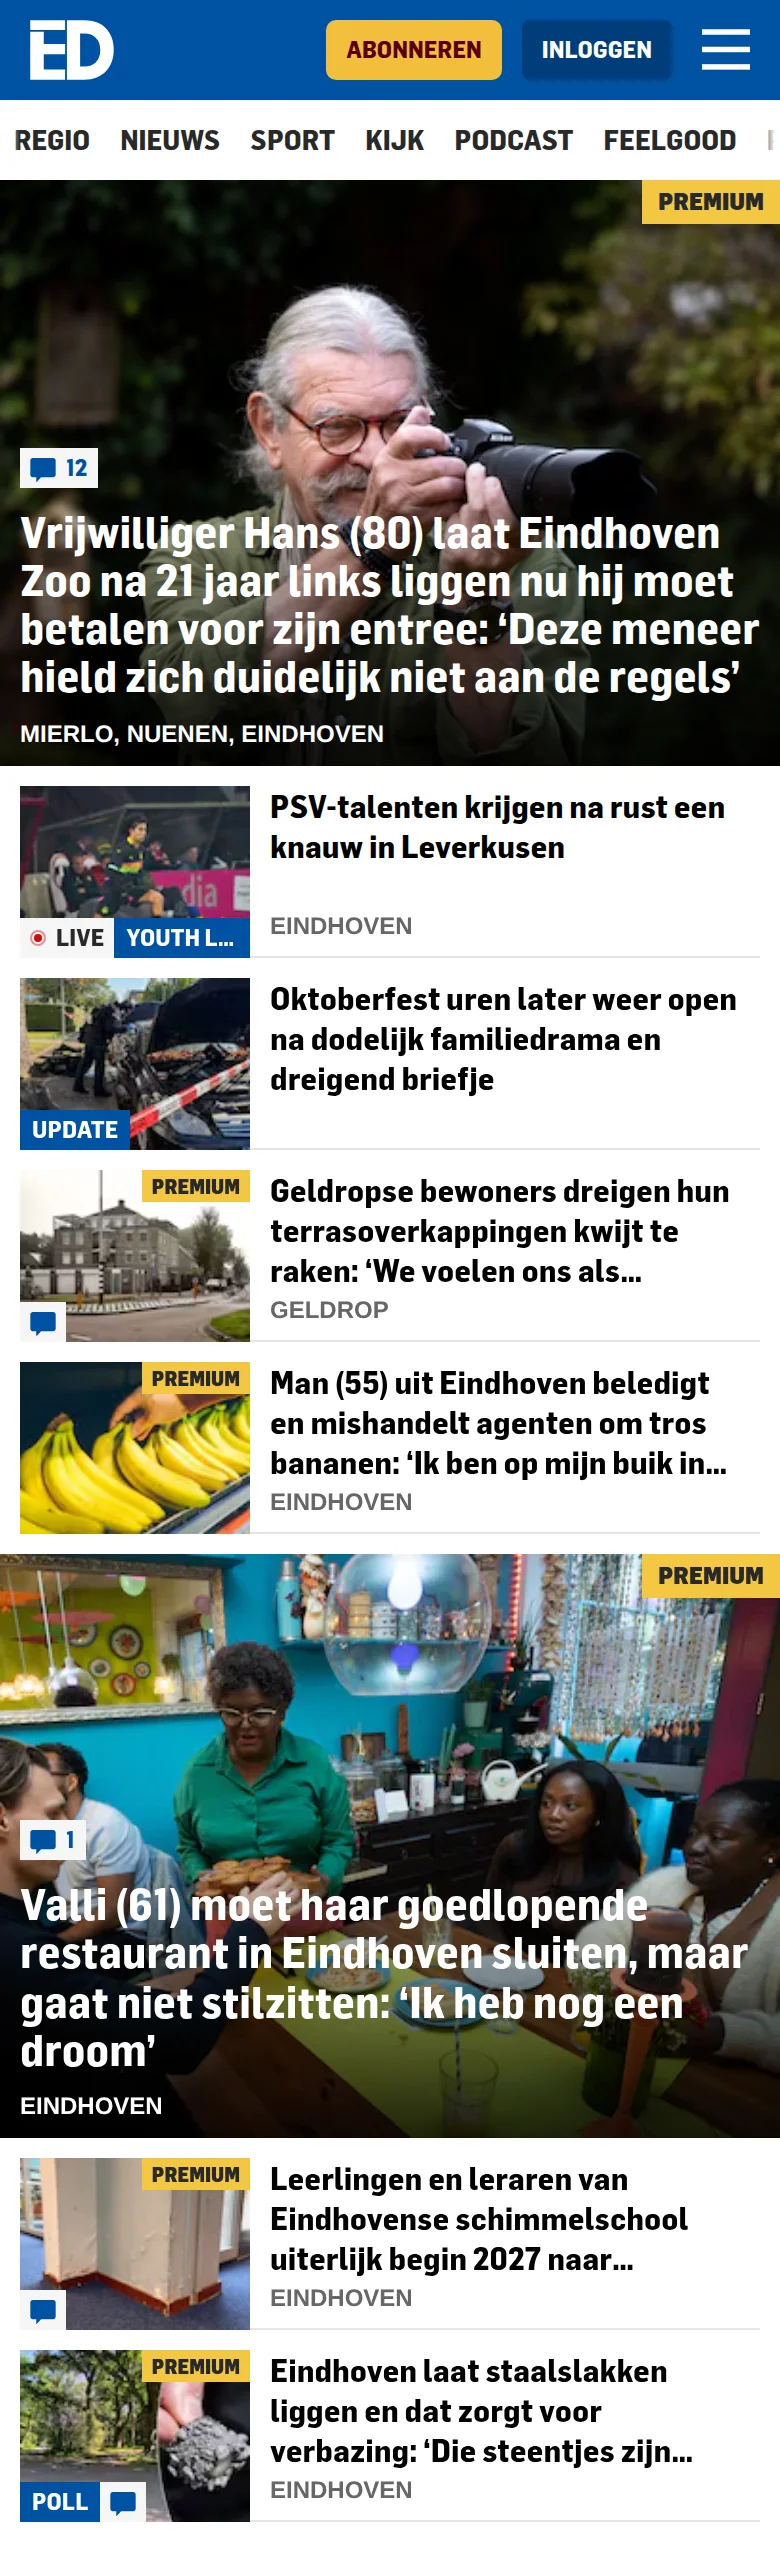 ED
ABONNEREN
INLOGGEN
REGIO NIEUWS SPORT KIJK PODCAST FEELGOOD
PREMIUM
12
Vrijwilliger Hans (80) laat Eindhoven
Zoo na 21 jaar links liggen nu hij moet
betalen voor zijn entree: ‘Deze meneer
hield zich duidelijk niet aan de regels’
MIERLO, NUENEN, EINDHOVEN
LIVE
YOUTH L...
PSV-talenten krijgen na rust een
knauw in Leverkusen
EINDHOVEN
UPDATE
Oktoberfest uren later weer open
na dodelijk familiedrama en
dreigend briefje
PREMIUM
Geldropse bewoners dreigen hun
terrasoverkappingen kwijt te
raken: ‘We voelen ons als...
GELDROP
PREMIUM
Man (55) uit Eindhoven beledigt
en mishandelt agenten om tros
bananen: ‘Ik ben op mijn buik in...
EINDHOVEN
PREMIUM
1
Valli (61) moet haar goedlopende
restaurant in Eindhoven sluiten, maar
gaat niet stilzitten: ‘Ik heb nog een
droom’
EINDHOVEN
PREMIUM
Leerlingen en leraren van
Eindhovense schimmelschool
uiterlijk begin 2027 naar...
EINDHOVEN
PREMIUM
POLL
Eindhoven laat staalslakken
liggen en dat zorgt voor
verbazing: ‘Die steentjes zijn...
EINDHOVEN